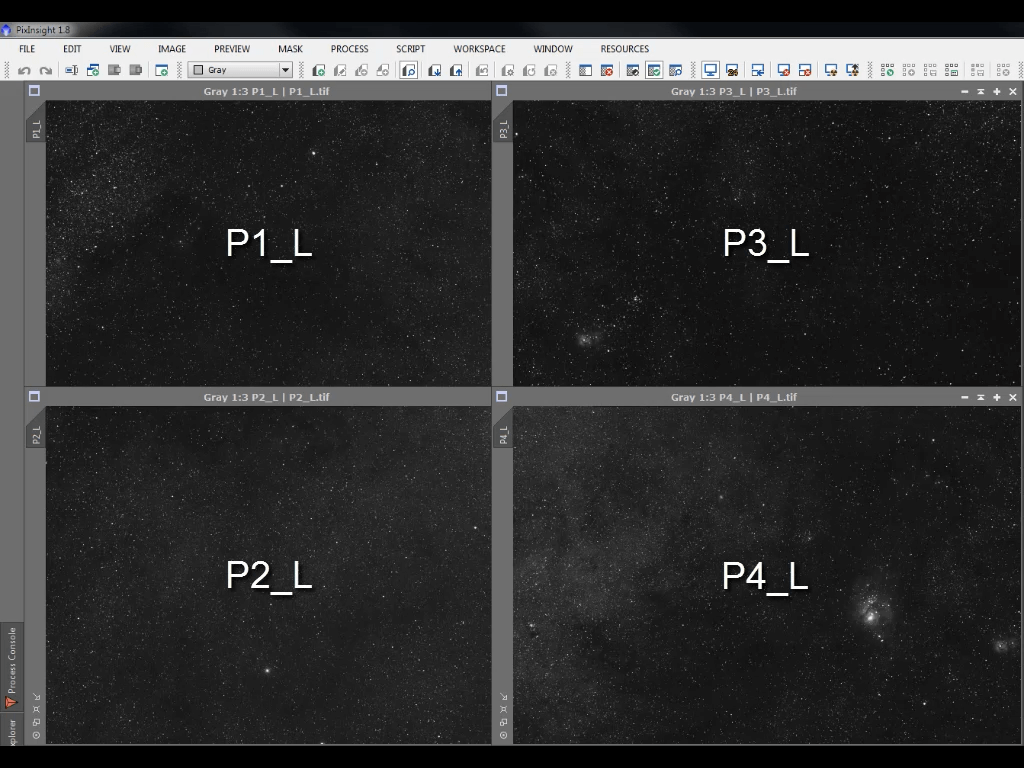 PixInsight 1.8
FILE EDIT VIEW IMAGE PREVIEW MASK PROCESS SCRIPT WORKSPACE WINDOW RESOURCES
Gray
Gray 1:3 P1_L | P1_L.tif
Gray 1:3 P3_L | P3_L.tif
P1_L
P3_L
P1_L
P3_L
Gray 1:3 P2_L | P2_L.tif
Gray 1:3 P4_L | P4_L.tif
P2_L
P4_L
P2_L
P4_L
Process Console
xplorer